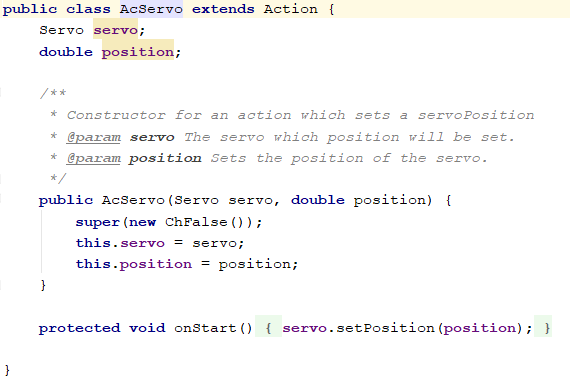 public class AcServo extends Action {
    Servo servo;
    double position;

    /**
     * Constructor for an action which sets a servoPosition
     * @param servo The servo which position will be set.
     * @param position Sets the position of the servo.
     */
    public AcServo(Servo servo, double position) {
        super(new ChFalse());
        this.servo = servo;
        this.position = position;
    }

    protected void onStart() { servo.setPosition(position); }

}